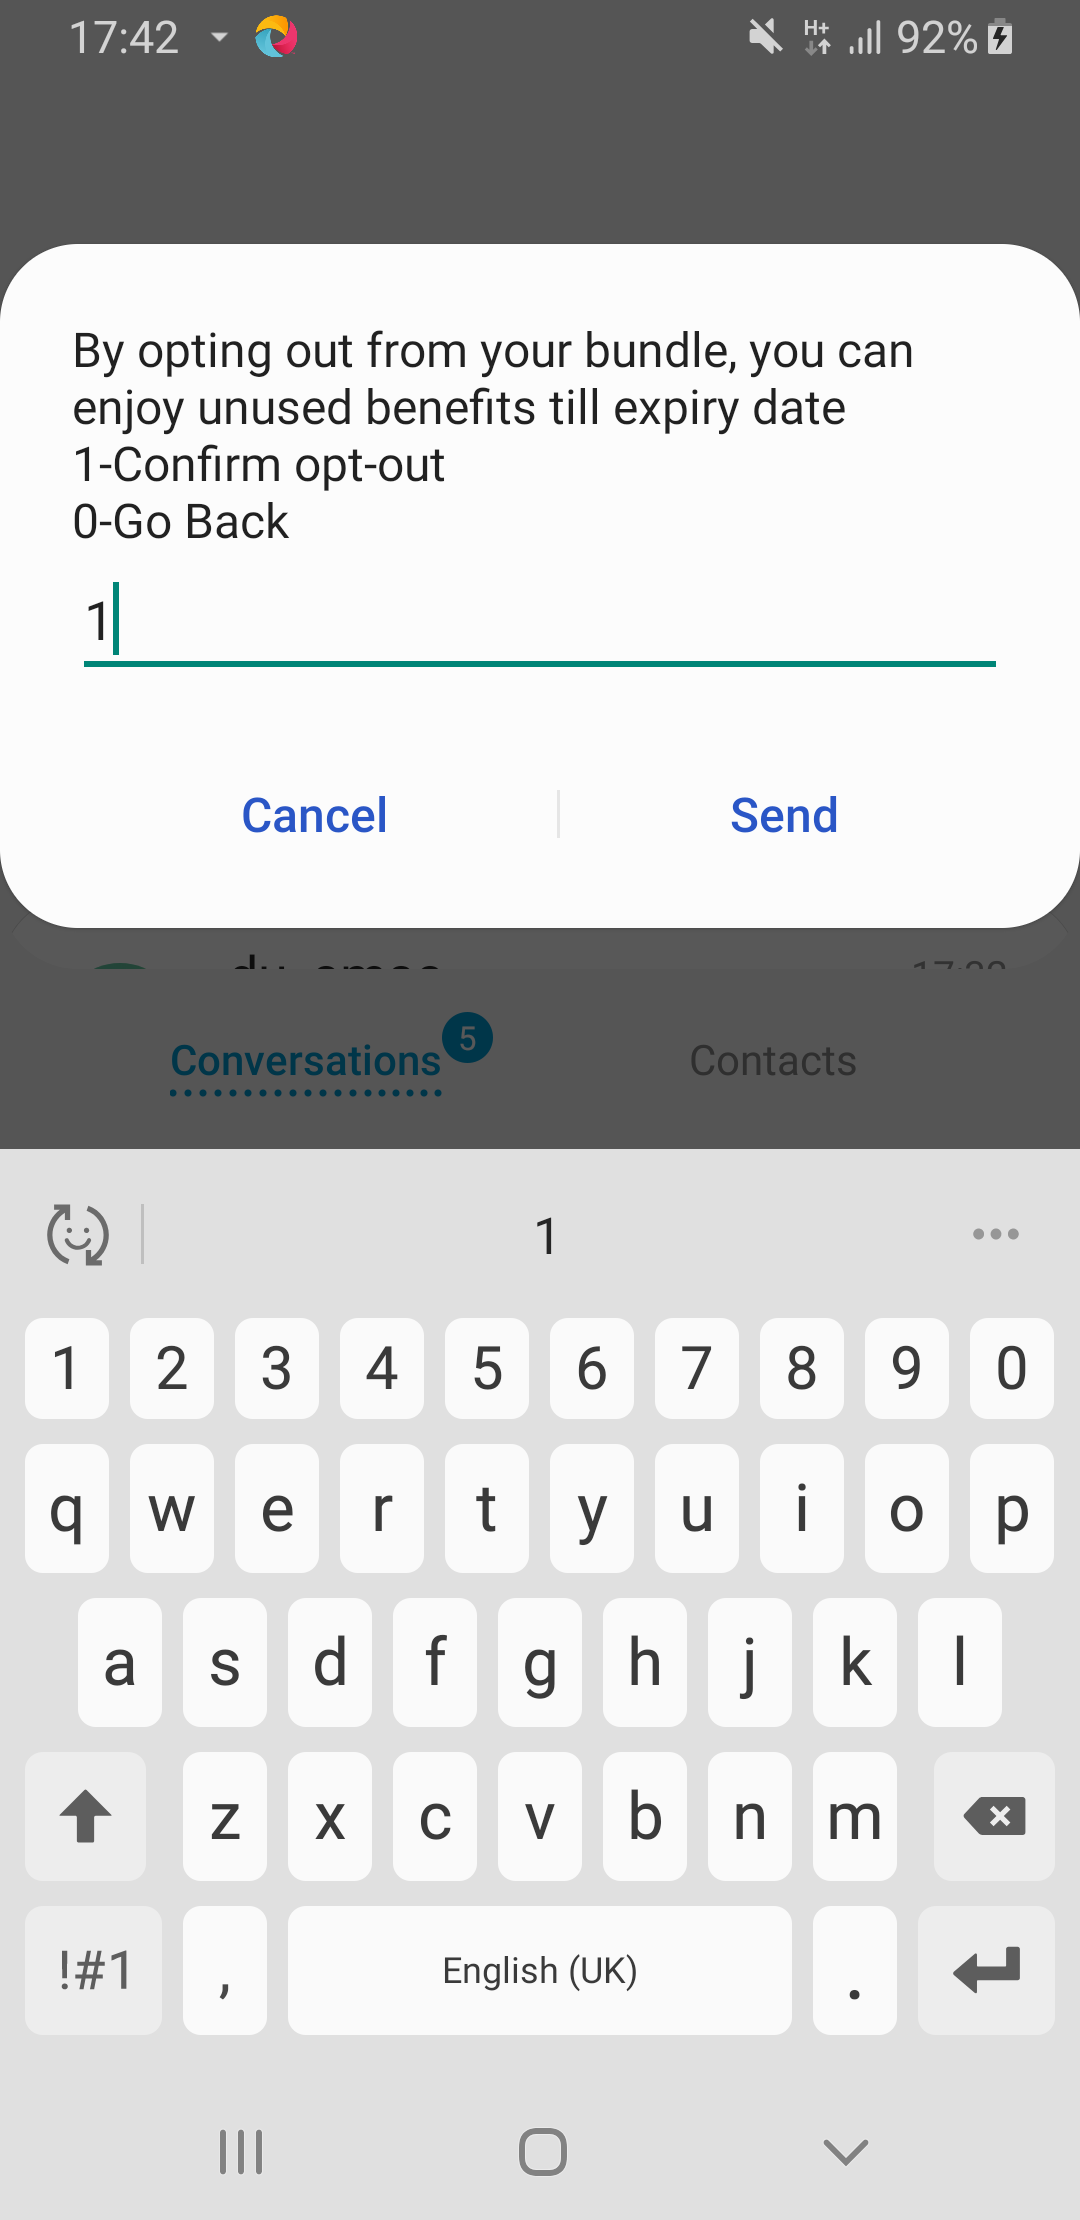 17:42
H+
92%
By opting out from your bundle, you can
enjoy unused benefits till expiry date
1-Confirm opt-out
0-Go Back
1
Cancel
Send
Conversations
5
Contacts
1
1 2 3 4 5 6 7 8 9 0
q w e r t y u i o p
a s d f g h j k l
z x c v b n m
!#1 , English (UK) .